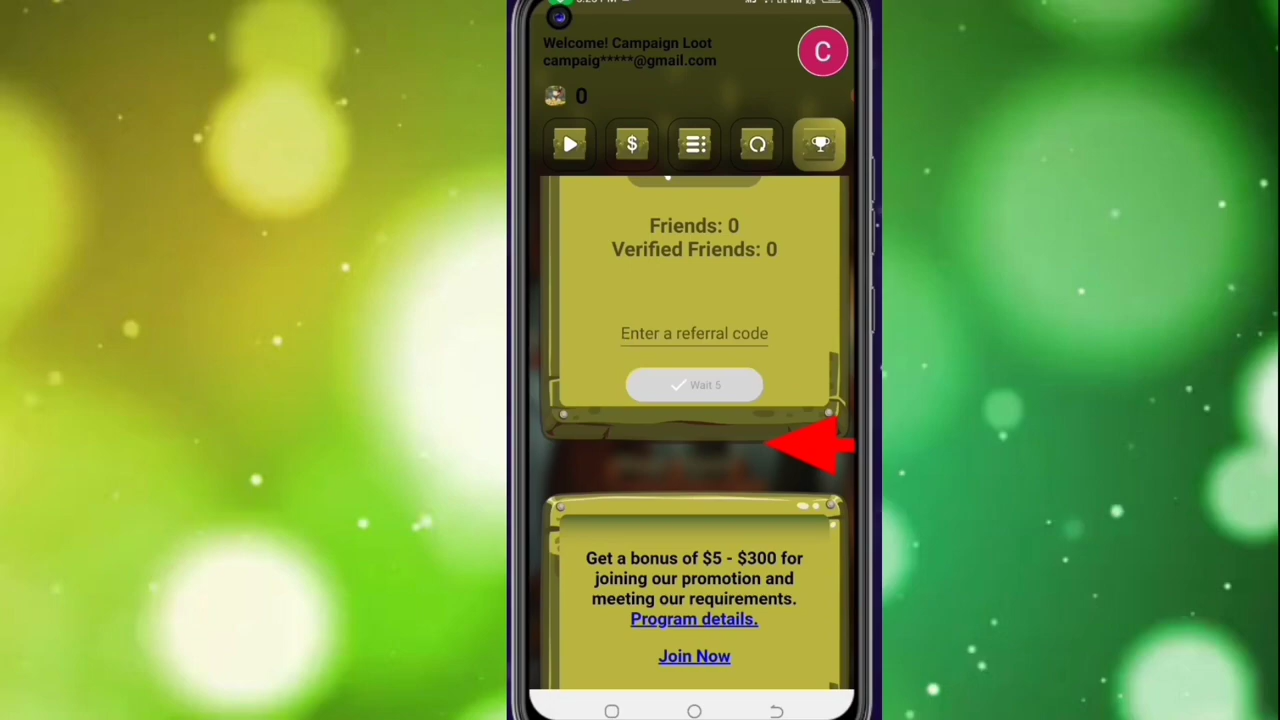 Welcome! Campaign Loot
campaig*****@gmail.com
C
0
$
Friends: 0
Verified Friends: 0
Enter a referral code
Wait 5
Get a bonus of $5 - $300 for
joining our promotion and
meeting our requirements.
Program details.
Join Now